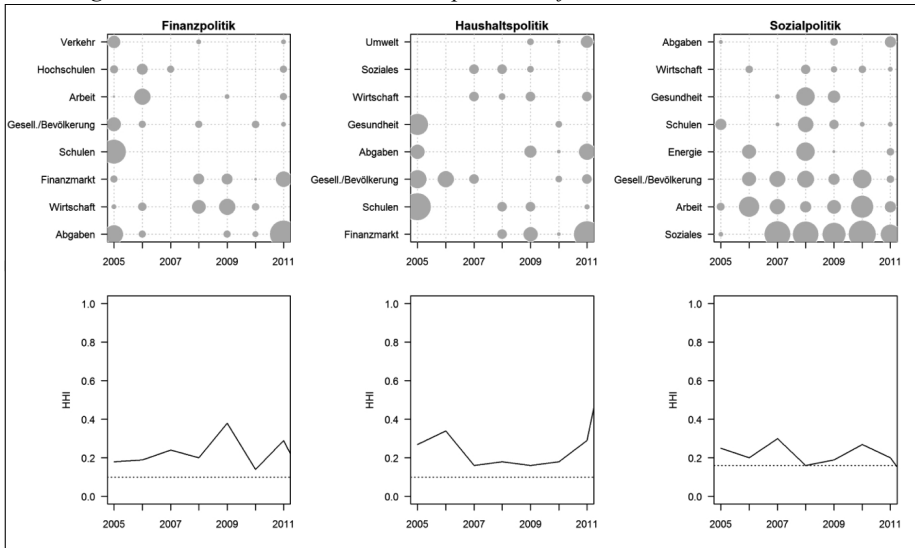 Finanzpolitik
Verkehr
Hochschulen
Arbeit
Gesell./Bevölkerung
Schulen
Finanzmarkt
Wirtschaft
Abgaben
2005 2007 2009 2011
Haushaltspolitik
Umwelt
Soziales
Wirtschaft
Gesundheit
Abgaben
Gesell./Bevölkerung
Schulen
Finanzmarkt
2005 2007 2009 2011
Sozialpolitik
Abgaben
Wirtschaft
Gesundheit
Schulen
Energie
Gesell./Bevölkerung
Arbeit
Soziales
2005 2007 2009 2011
1.0
0.8
0.6
0.4
0.2
0.0
HHI
2005 2007 2009 2011
1.0
0.8
0.6
0.4
0.2
0.0
HHI
2005 2007 2009 2011
1.0
0.8
0.6
0.4
0.2
0.0
HHI
2005 2007 2009 2011